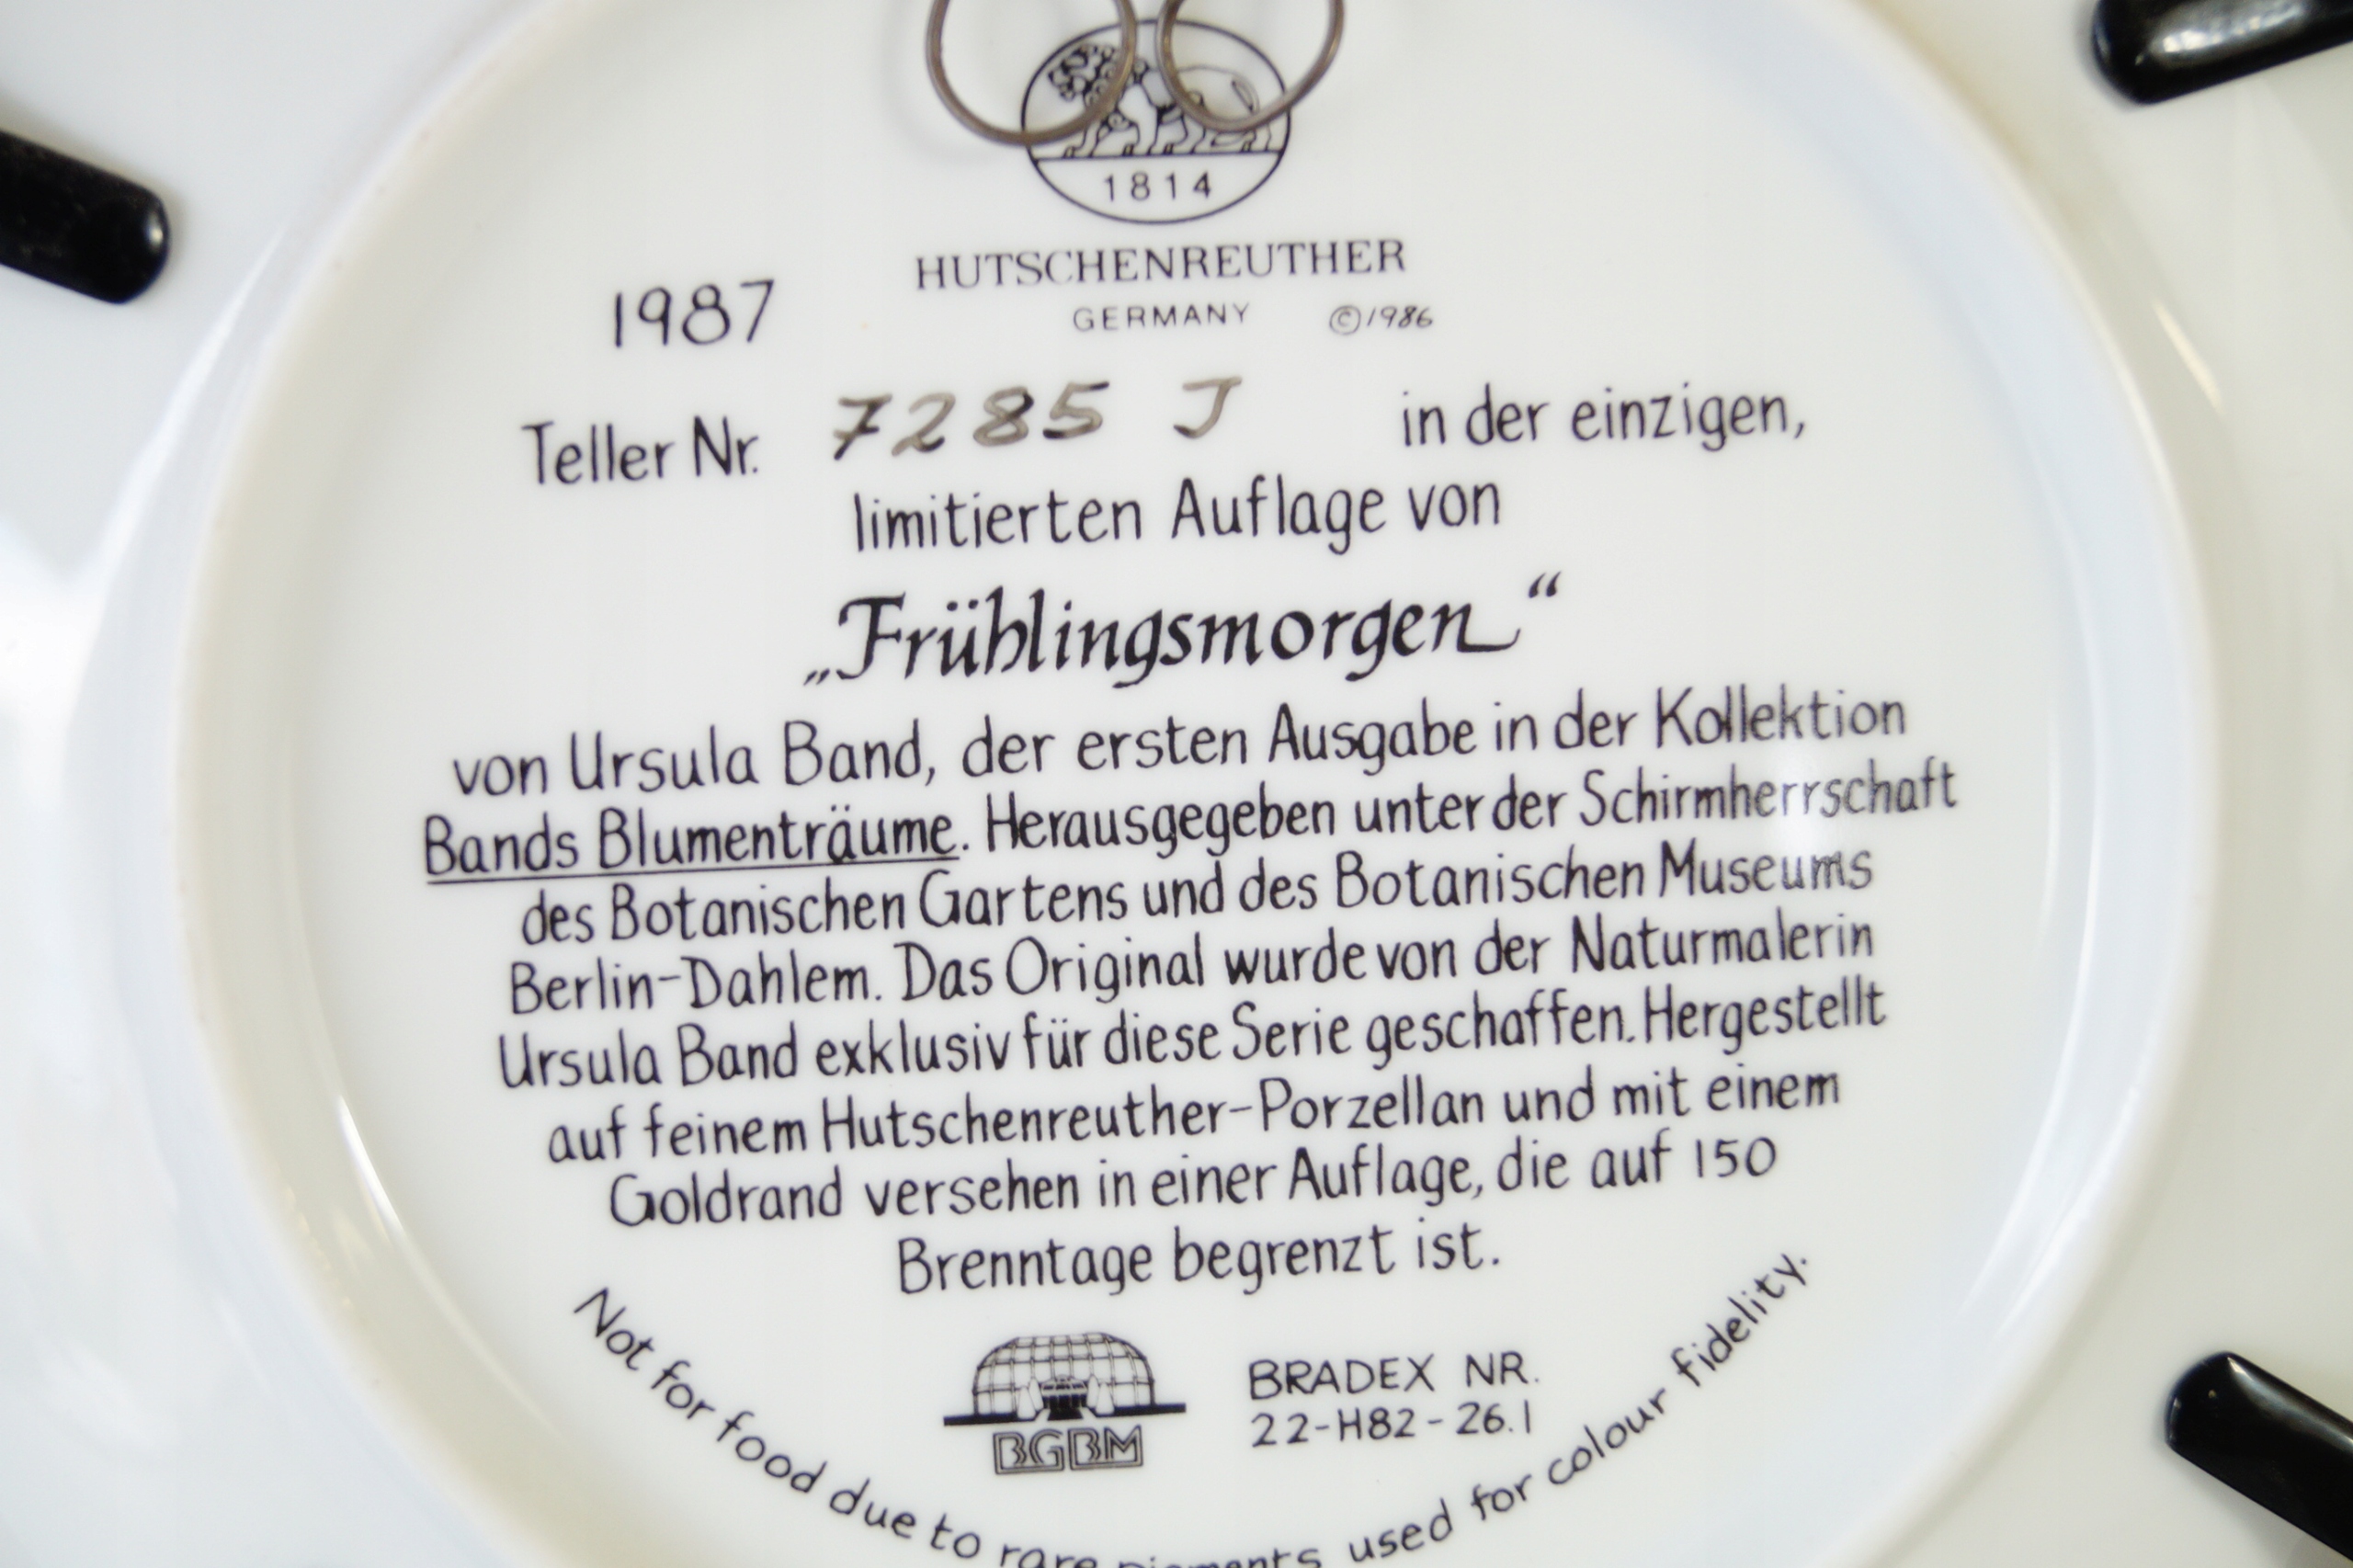 1814
HUTSCHENREUTHER
GERMANY ©1986
1987
Teller Nr. 7285 J in der einzigen,
limitierten Auflage von
„Frühlingsmorgen“
von Ursula Band, der ersten Ausgabe in der Kollektion
Bands Blumenträume. Herausgegeben unter der Schirmherrschaft
des Botanischen Gartens und des Botanischen Museums
Berlin-Dahlem. Das Original wurde von der Naturmalerin
Ursula Band exklusiv für diese Serie geschaffen. Hergestellt
auf feinem Hutschenreuther-Porzellan und mit einem
Goldrand versehen in einer Auflage, die auf 150
Brenntage begrenzt ist.
BGBM
BRADEX NR.
22-H82-26.1
Not for food due to rare pigments used for colour fidelity.